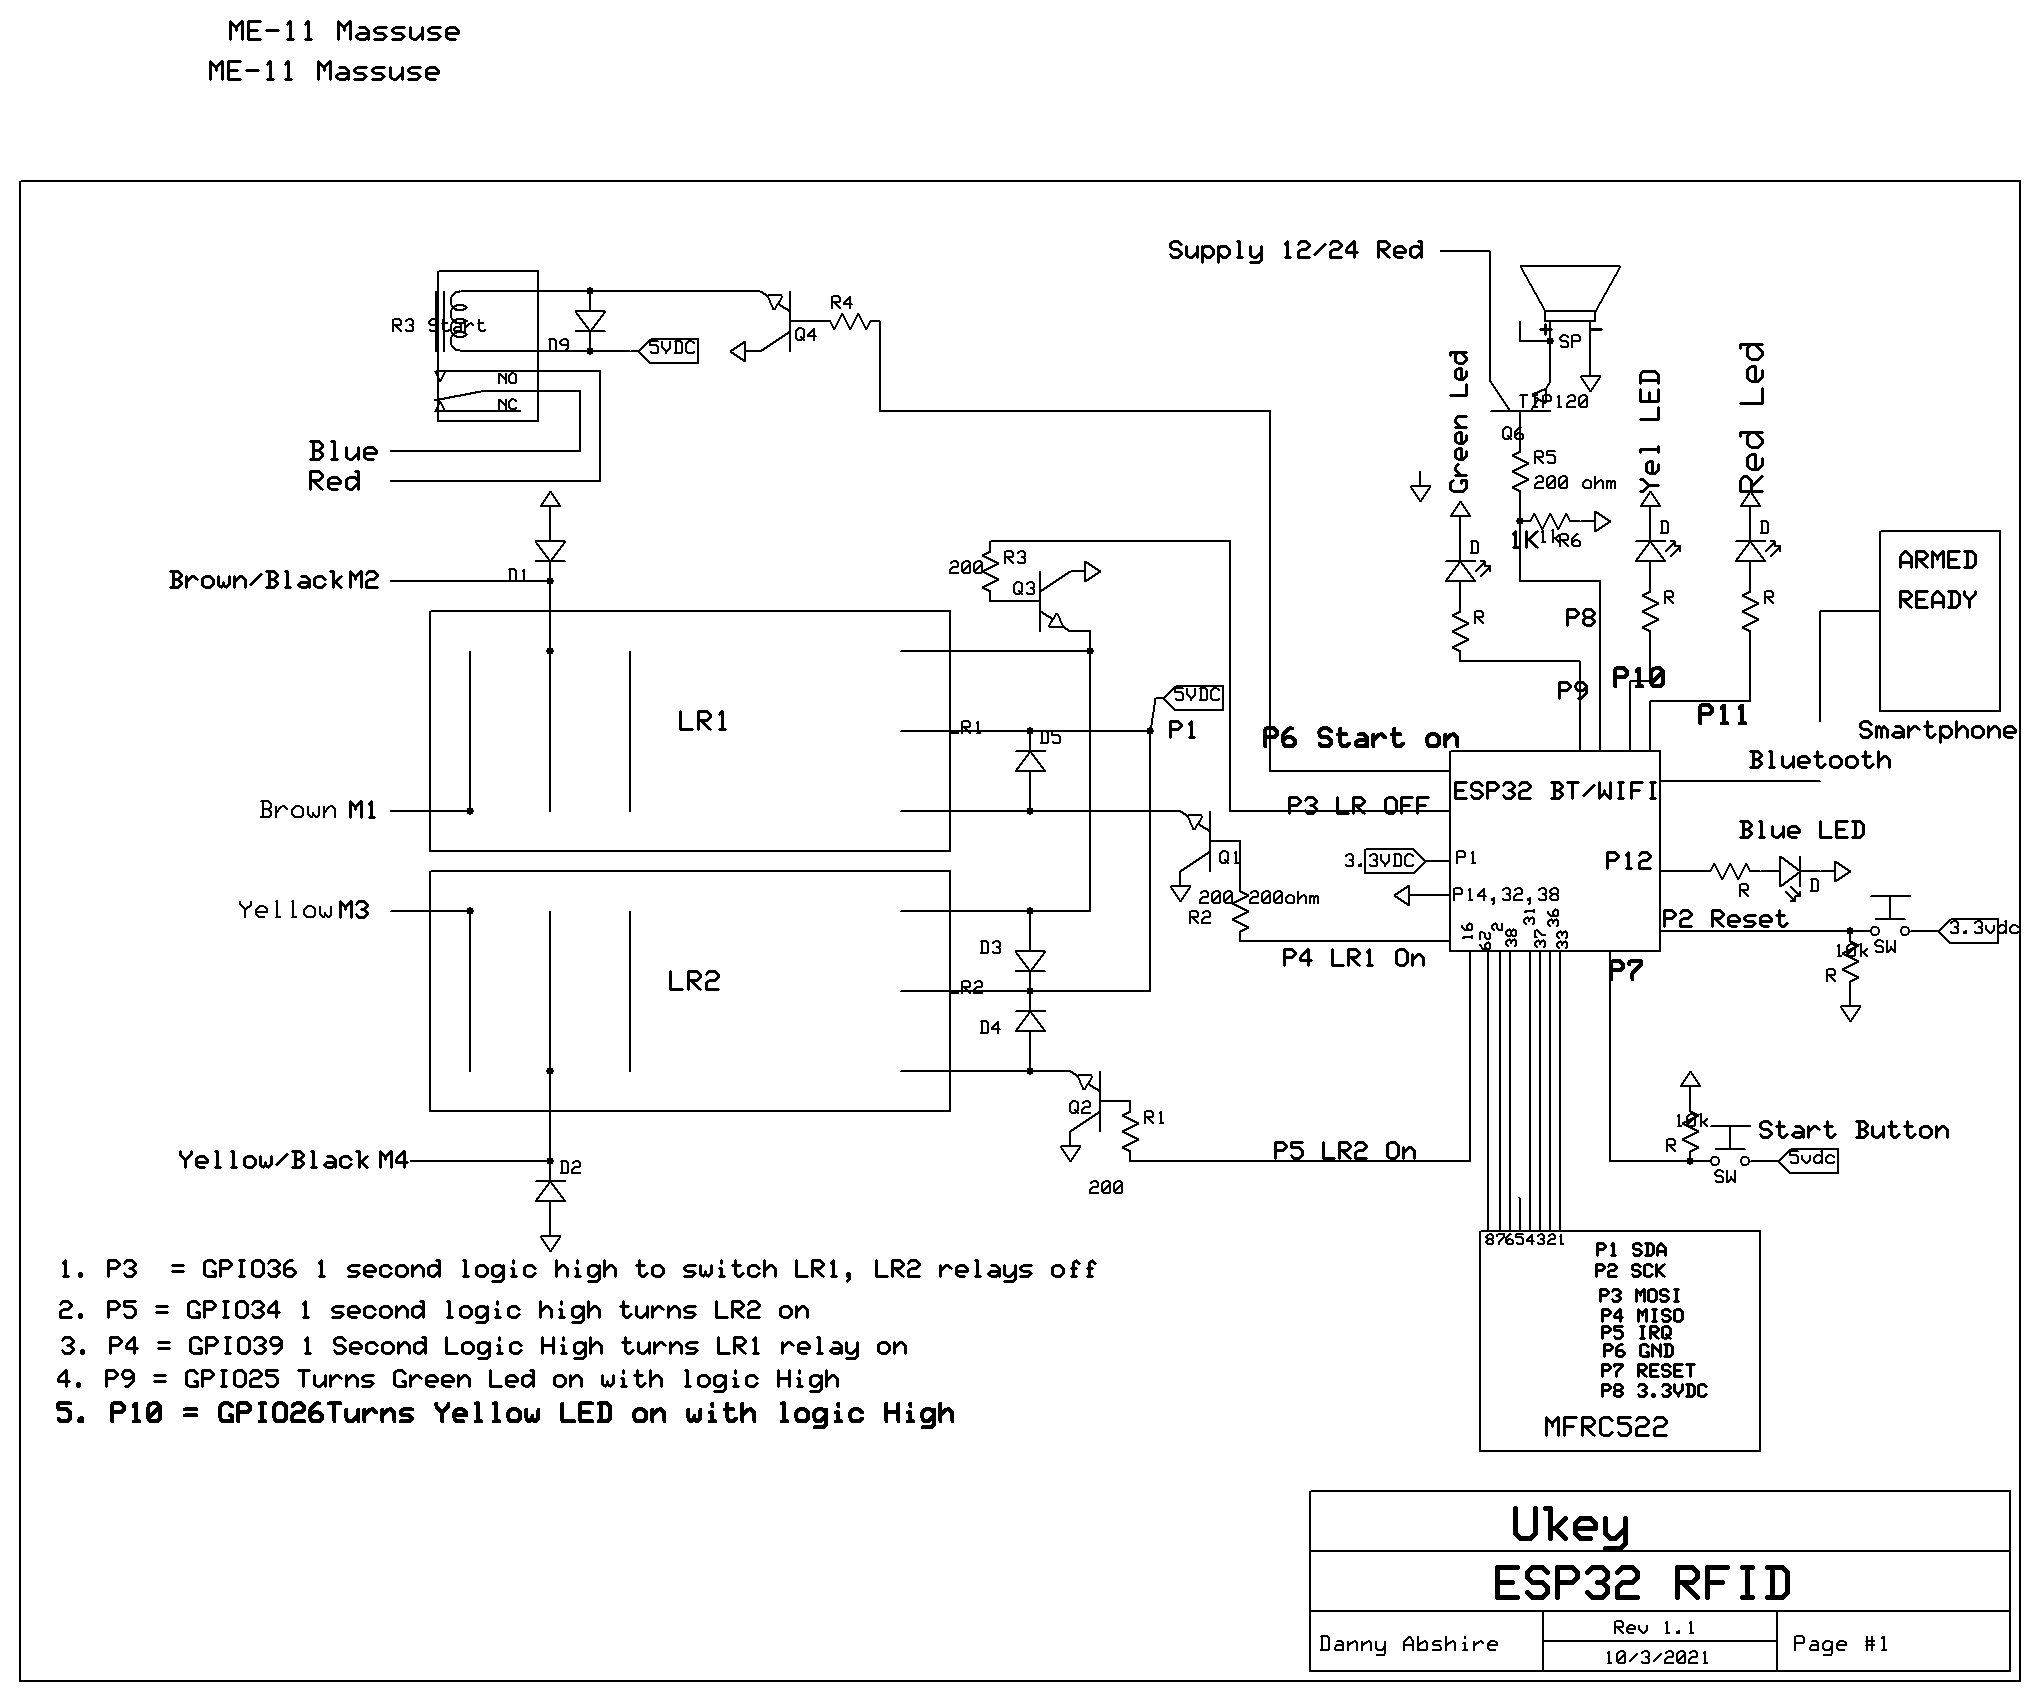 ME-11 Massuse
ME-11 Massuse
Supply 12/24 Red
R4
Q4
R3 Start
D9
5VDC
NO
NC
Blue
Red
+
-
SP
TIP120
Q6
R5
200 ohm
1K
1k
R6
Green Led
Yel LED
Red Led
D
D
D
R
R
R
P8
P9
P10
P11
ARMED
READY
Smartphone
Bluetooth
D1
Brown/Black M2
R3
200
Q3
LR1
LR1
5VDC
P1
D5
Brown M1
P6 Start on
P3 LR OFF
ESP32 BT/WIFI
3.3VDC
P1
P14,32,38
P12
Blue LED
R
D
Q1
200
200ohm
R2
P4 LR1 On
16
62
2
38
31
37
36
33
P2 Reset
10k
R
SW
3.3vdc
P7
Yellow M3
LR2
LR2
D3
D4
Q2
R1
200
P5 LR2 On
10k
R
SW
Start Button
5vdc
Yellow/Black M4
D2
87654321
P1 SDA
P2 SCK
P3 MOSI
P4 MISO
P5 IRQ
P6 GND
P7 RESET
P8 3.3VDC
MFRC522
1. P3 = GPIO36 1 second logic high to switch LR1, LR2 relays off
2. P5 = GPIO34 1 second logic high turns LR2 on
3. P4 = GPIO39 1 Second Logic High turns LR1 relay on
4. P9 = GPIO25 Turns Green Led on with logic High
5. P10 = GPIO26Turns Yellow LED on with logic High
Ukey
ESP32 RFID
Danny Abshire
Rev 1.1
10/3/2021
Page #1